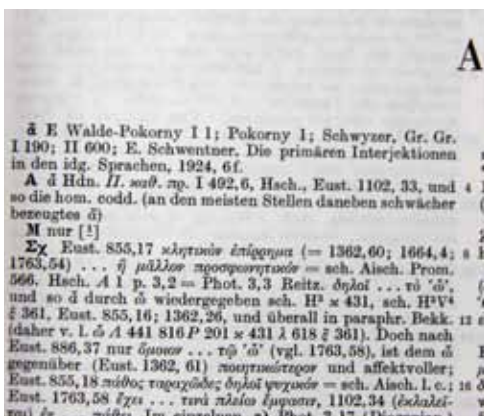 A
ἆ E Walde-Pokorny I 1; Pokorny 1; Schwyzer, Gr. Gr.
I 190; II 600; E. Schwentner. Die primären Interjektionen
in den idg. Sprachen, 1924, 6f.
A ἆ Hdn. Π. καθ. πρ. I 492,6, Hsch., Eust. 1102, 33, und 4
so die hom. codd. (an den meisten Stellen daneben schwächer
bezeugtes ἄ)
M nur
Σχ Eust. 855,17 κλητικὸν ἐπίρρημα (= 1362,60; 1664,4; 8
1763,54) ... ἢ μᾶλλον προσφωνητικόν = sch. Aisch. Prom.
566, Hsch. Λ 1 p. 3,2 = Phot. 3,3 Reitz. δηλοῖ ... τὸ 'ὦ',
und so ἆ durch ὦ wiedergegeben sch. H³ κ 431, sch. H³V⁴
ξ 361, Eust. 855,16; 1362,26, und überall in paraphr. Bekk. 12
(daher v. l. ὦ Λ 441 816 P 201 κ 431 λ 618 ξ 361). Doch nach
Eust. 886,37 nur ὅμοιον ... τῷ 'ὦ' (vgl. 1763,58), ist dem ὦ
gegenüber (Eust. 1362, 61) ποιητικώτερον und affektvoller;
Eust. 855,18 πάθος ταραχῶδες δηλοῖ ψυχικόν = sch. Aisch. l. c.; 16
Eust. 1763,58 ἔχει ... τινὰ πλείω ἔμφασιν, 1102,34